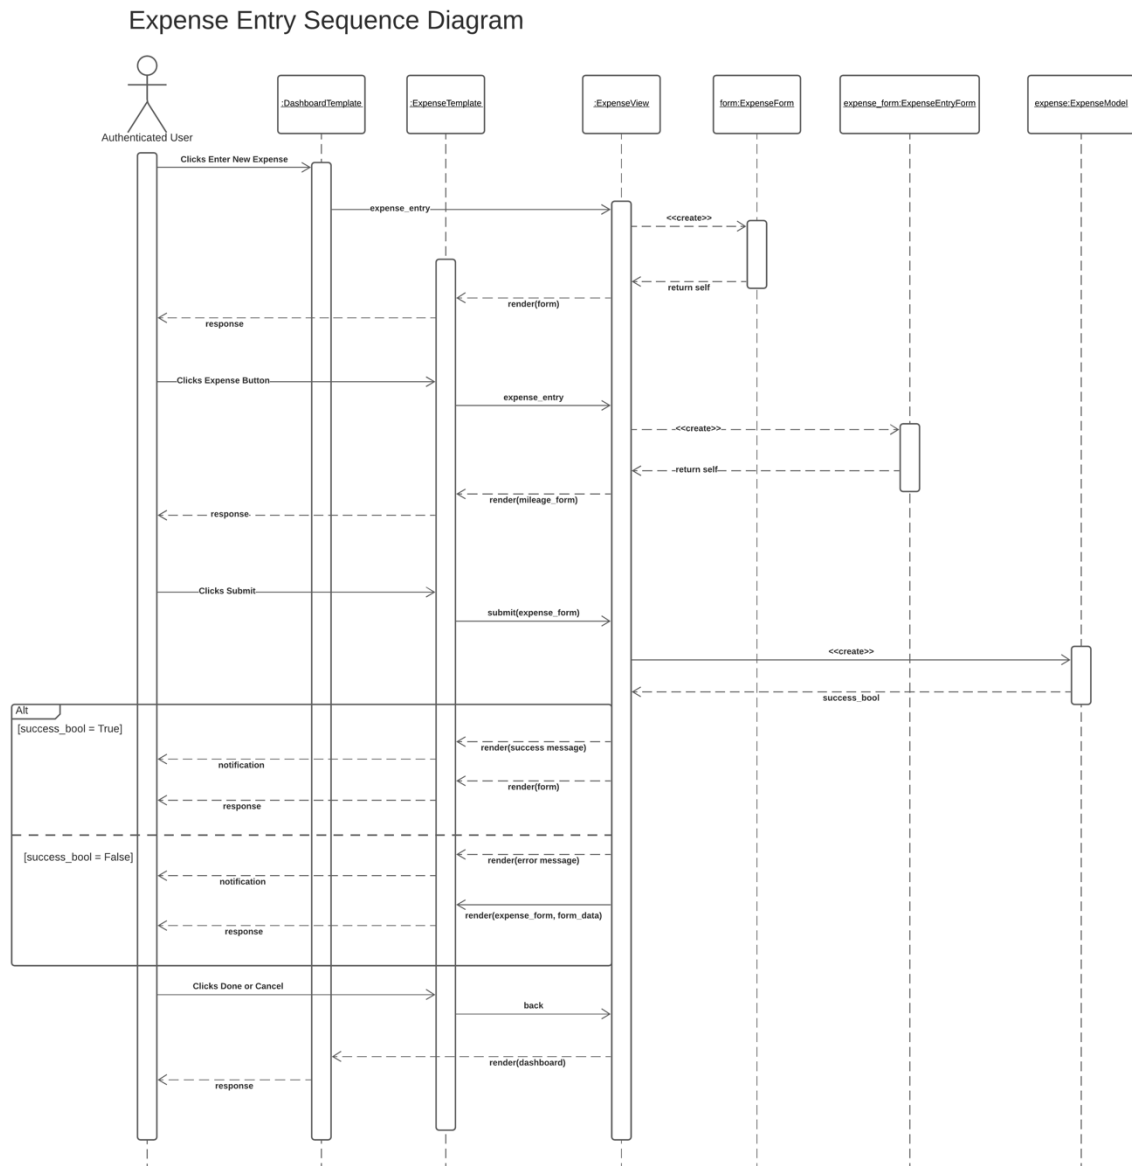 Expense Entry Sequence Diagram
Authenticated User
:DashboardTemplate
:ExpenseTemplate
:ExpenseView
form:ExpenseForm
expense_form:ExpenseEntryForm
expense:ExpenseModel
Clicks Enter New Expense
expense_entry
<<create>>
return self
render(form)
response
Clicks Expense Button
expense_entry
<<create>>
return self
render(mileage_form)
response
Clicks Submit
submit(expense_form)
<<create>>
success_bool
Alt
[success_bool = True]
render(success message)
notification
render(form)
response
[success_bool = False]
render(error message)
notification
render(expense_form, form_data)
response
Clicks Done or Cancel
back
render(dashboard)
response